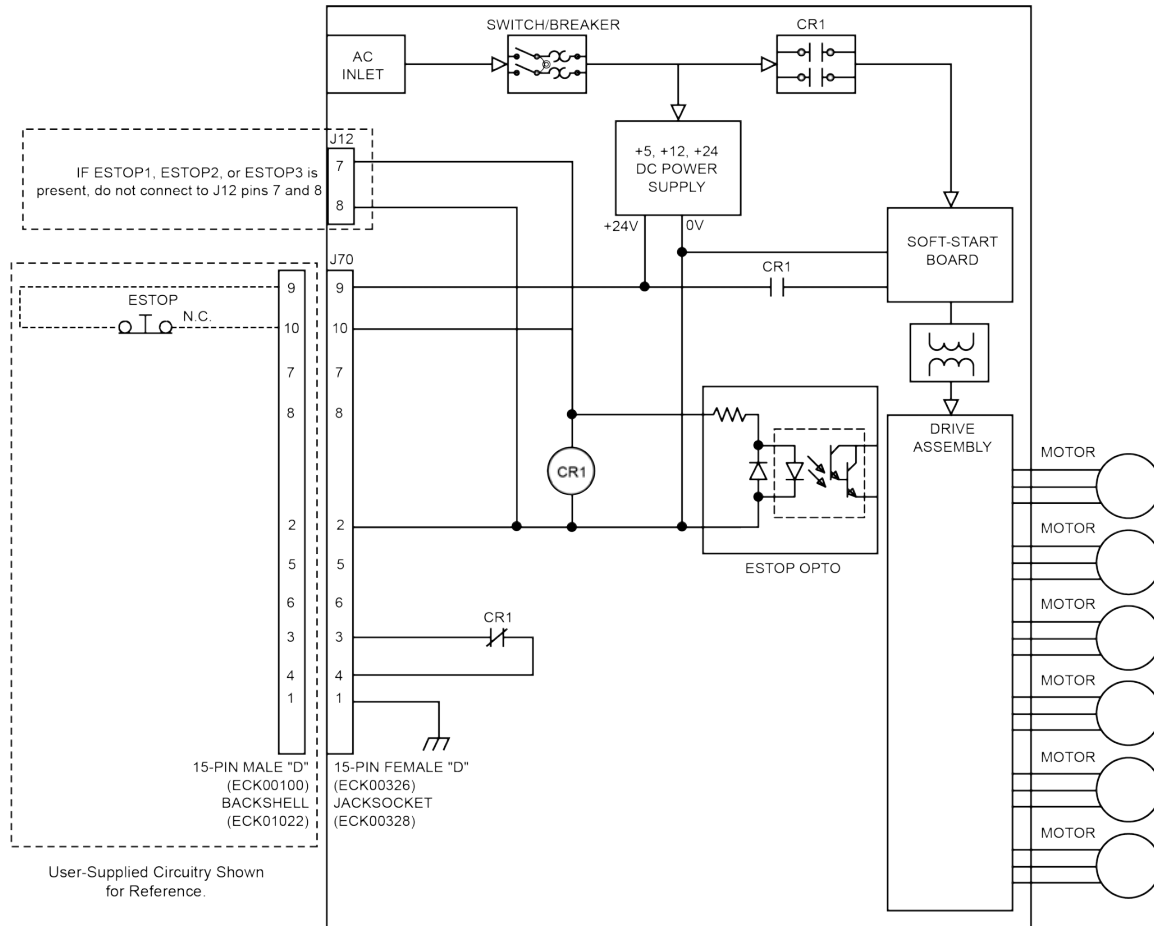 SWITCH/BREAKER
CR1
AC
INLET
J12
IF ESTOP1, ESTOP2, or ESTOP3 is
present, do not connect to J12 pins 7 and 8
7
8
+5, +12, +24
DC POWER
SUPPLY
+24V
0V
SOFT-START
BOARD
J70
CR1
ESTOP
N.C.
9
10
7
8
2
5
6
3
4
1
9
10
7
8
2
5
6
3
4
1
CR1
CR1
ESTOP OPTO
DRIVE
ASSEMBLY
MOTOR
MOTOR
MOTOR
MOTOR
MOTOR
MOTOR
15-PIN MALE "D"
(ECK00100)
BACKSHELL
(ECK01022)
15-PIN FEMALE "D"
(ECK00326)
JACKSOCKET
(ECK00328)
User-Supplied Circuitry Shown
for Reference.